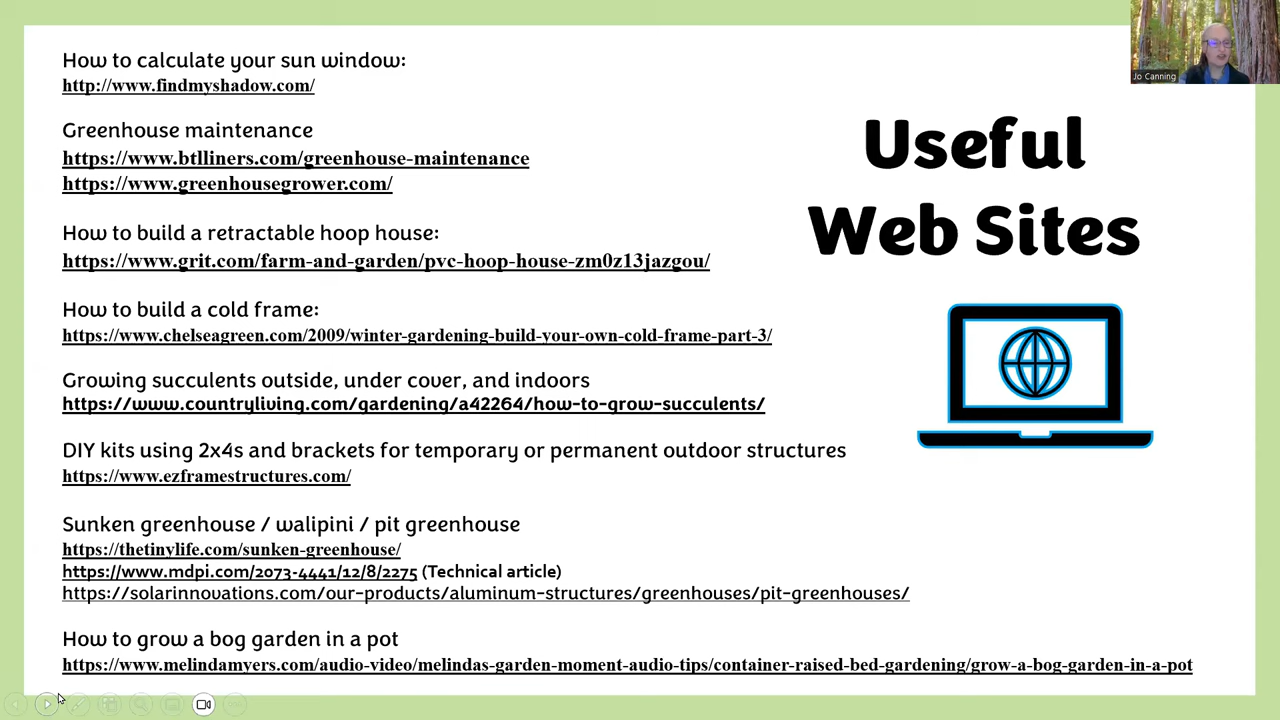 How to calculate your sun window:
http://www.findmyshadow.com/
Greenhouse maintenance
https://www.btlliners.com/greenhouse-maintenance
https://www.greenhousegrower.com/
How to build a retractable hoop house:
https://www.grit.com/farm-and-garden/pvc-hoop-house-zm0z13jazgou/
How to build a cold frame:
https://www.chelseagreen.com/2009/winter-gardening-build-your-own-cold-frame-part-3/
Growing succulents outside, under cover, and indoors
https://www.countryliving.com/gardening/a42264/how-to-grow-succulents/
DIY kits using 2x4s and brackets for temporary or permanent outdoor structures
https://www.ezframestructures.com/
Sunken greenhouse / walipini / pit greenhouse
https://thetinylife.com/sunken-greenhouse/
https://www.mdpi.com/2073-4441/12/8/2275 (Technical article)
https://solarinnovations.com/our-products/aluminum-structures/greenhouses/pit-greenhouses/
How to grow a bog garden in a pot
https://www.melindamyers.com/audio-video/melindas-garden-moment-audio-tips/container-raised-bed-gardening/grow-a-bog-garden-in-a-pot
Useful
Web Sites
Jo Canning